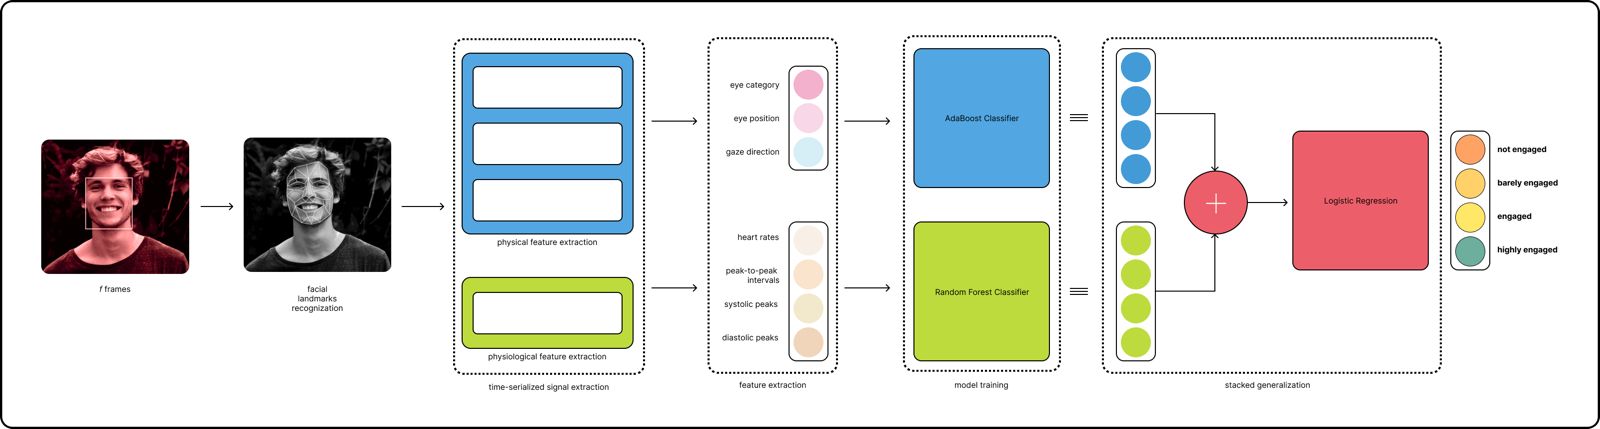 f frames
facial
landmarks
recognization
physical feature extraction
physiological feature extraction
time-serialized signal extraction
eye category
eye position
gaze direction
heart rates
peak-to-peak
intervals
systolic peaks
diastolic peaks
feature extraction
AdaBoost Classifier
Random Forest Classifier
model training
Logistic Regression
stacked generalization
not engaged
barely engaged
engaged
highly engaged